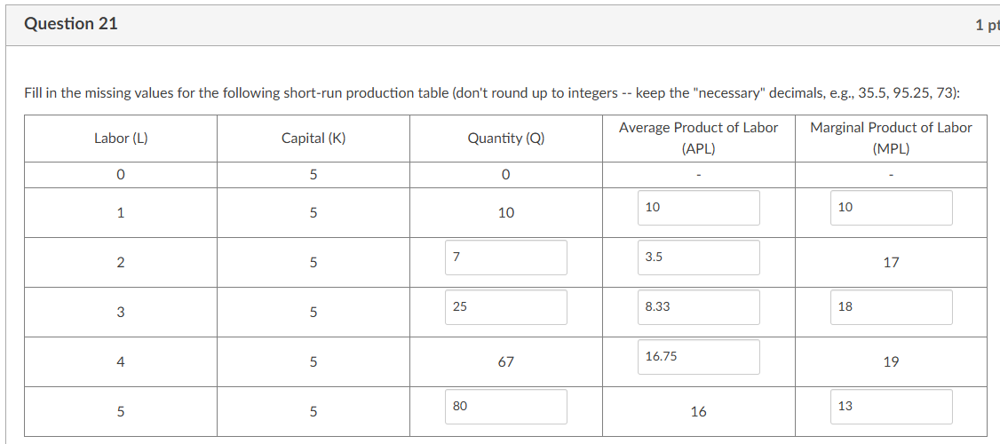 Question 21
1 pt
Fill in the missing values for the following short-run production table (don't round up to integers -- keep the "necessary" decimals, e.g., 35.5, 95.25, 73):
Labor (L) Capital (K) Quantity (Q) Average Product of Labor (APL) Marginal Product of Labor (MPL)
0 5 0 - -
1 5 10 10 10
2 5 7 3.5 17
3 5 25 8.33 18
4 5 67 16.75 19
5 5 80 16 13